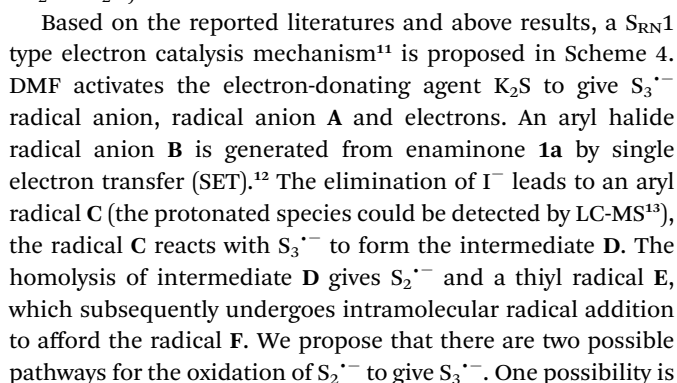 Based on the reported literatures and above results, a S_RN1
type electron catalysis mechanism¹¹ is proposed in Scheme 4.
DMF activates the electron-donating agent K₂S to give S₃•⁻
radical anion, radical anion A and electrons. An aryl halide
radical anion B is generated from enaminone 1a by single
electron transfer (SET).¹² The elimination of I⁻ leads to an aryl
radical C (the protonated species could be detected by LC-MS¹³),
the radical C reacts with S₃•⁻ to form the intermediate D. The
homolysis of intermediate D gives S₂•⁻ and a thiyl radical E,
which subsequently undergoes intramolecular radical addition
to afford the radical F. We propose that there are two possible
pathways for the oxidation of S₂•⁻ to give S₃•⁻. One possibility is